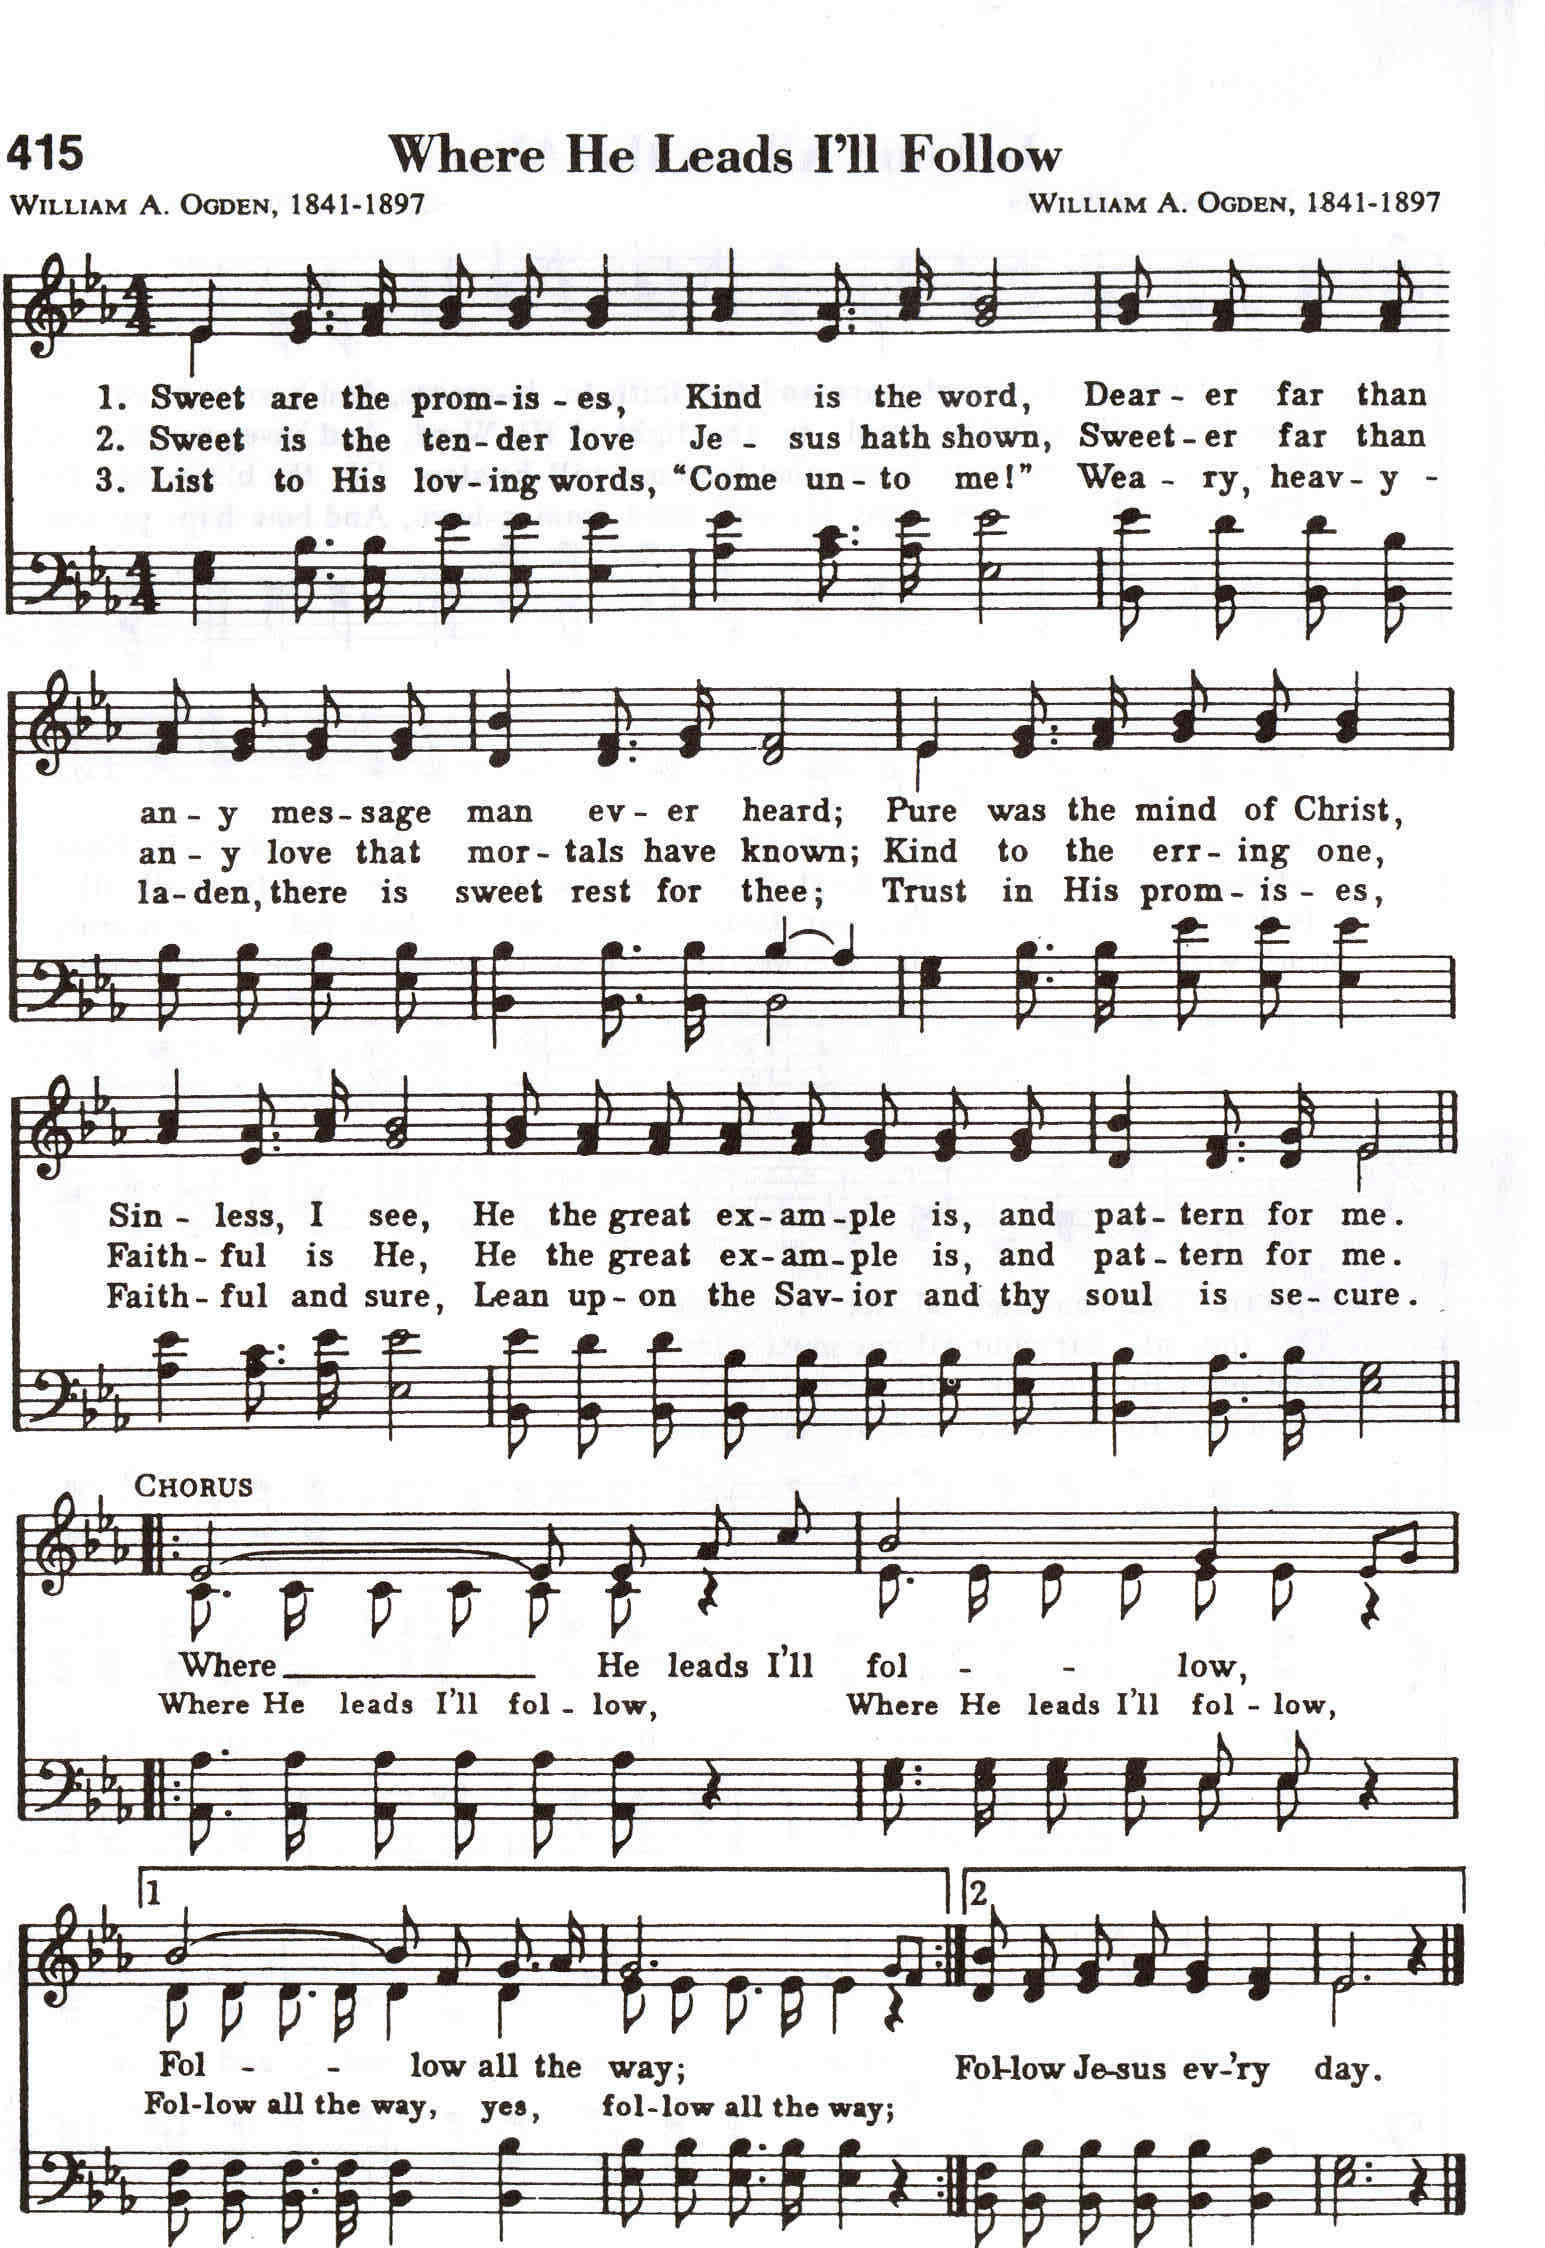 415 Where He Leads I'll Follow
WILLIAM A. OGDEN, 1841-1897 WILLIAM A. OGDEN, 1841-1897
1. Sweet are the prom-is-es, Kind is the word, Dear-er far than
2. Sweet is the ten-der love Je-sus hath shown, Sweet-er far than
3. List to His lov-ing words, “Come un-to me!” Wea-ry, heav-y-
an-y mes-sage man ev-er heard; Pure was the mind of Christ,
an-y love that mor-tals have known; Kind to the err-ing one,
la-den, there is sweet rest for thee; Trust in His prom-is-es,
Sin-less, I see, He the great ex-am-ple is, and pat-tern for me.
Faith-ful is He, He the great ex-am-ple is, and pat-tern for me.
Faith-ful and sure, Lean up-on the Sav-ior and thy soul is se-cure.
CHORUS
Where He leads I'll fol - - low,
Where He leads I'll fol-low, Where He leads I'll fol-low,
1 2
Fol - - low all the way; Fol-low Je-sus ev-'ry day.
Fol-low all the way, yes, fol-low all the way;